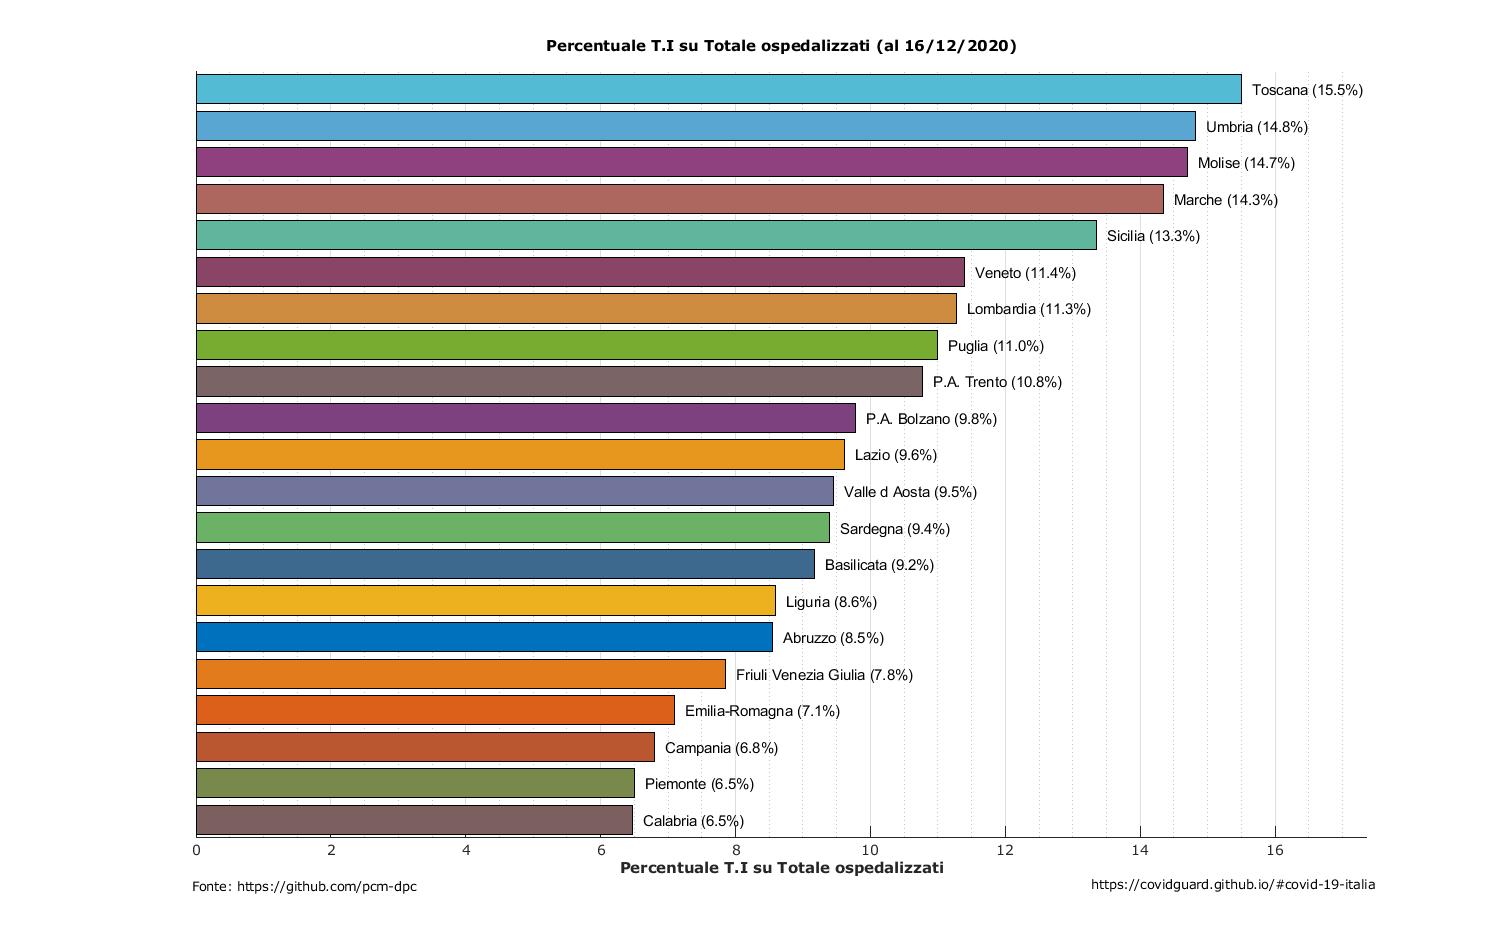 Percentuale T.I su Totale ospedalizzati (al 16/12/2020)
Toscana (15.5%)
Umbria (14.8%)
Molise (14.7%)
Marche (14.3%)
Sicilia (13.3%)
Veneto (11.4%)
Lombardia (11.3%)
Puglia (11.0%)
P.A. Trento (10.8%)
P.A. Bolzano (9.8%)
Lazio (9.6%)
Valle d Aosta (9.5%)
Sardegna (9.4%)
Basilicata (9.2%)
Liguria (8.6%)
Abruzzo (8.5%)
Friuli Venezia Giulia (7.8%)
Emilia-Romagna (7.1%)
Campania (6.8%)
Piemonte (6.5%)
Calabria (6.5%)
0 2 4 6 8 10 12 14 16
Percentuale T.I su Totale ospedalizzati
Fonte: https://github.com/pcm-dpc
https://covidguard.github.io/#covid-19-italia